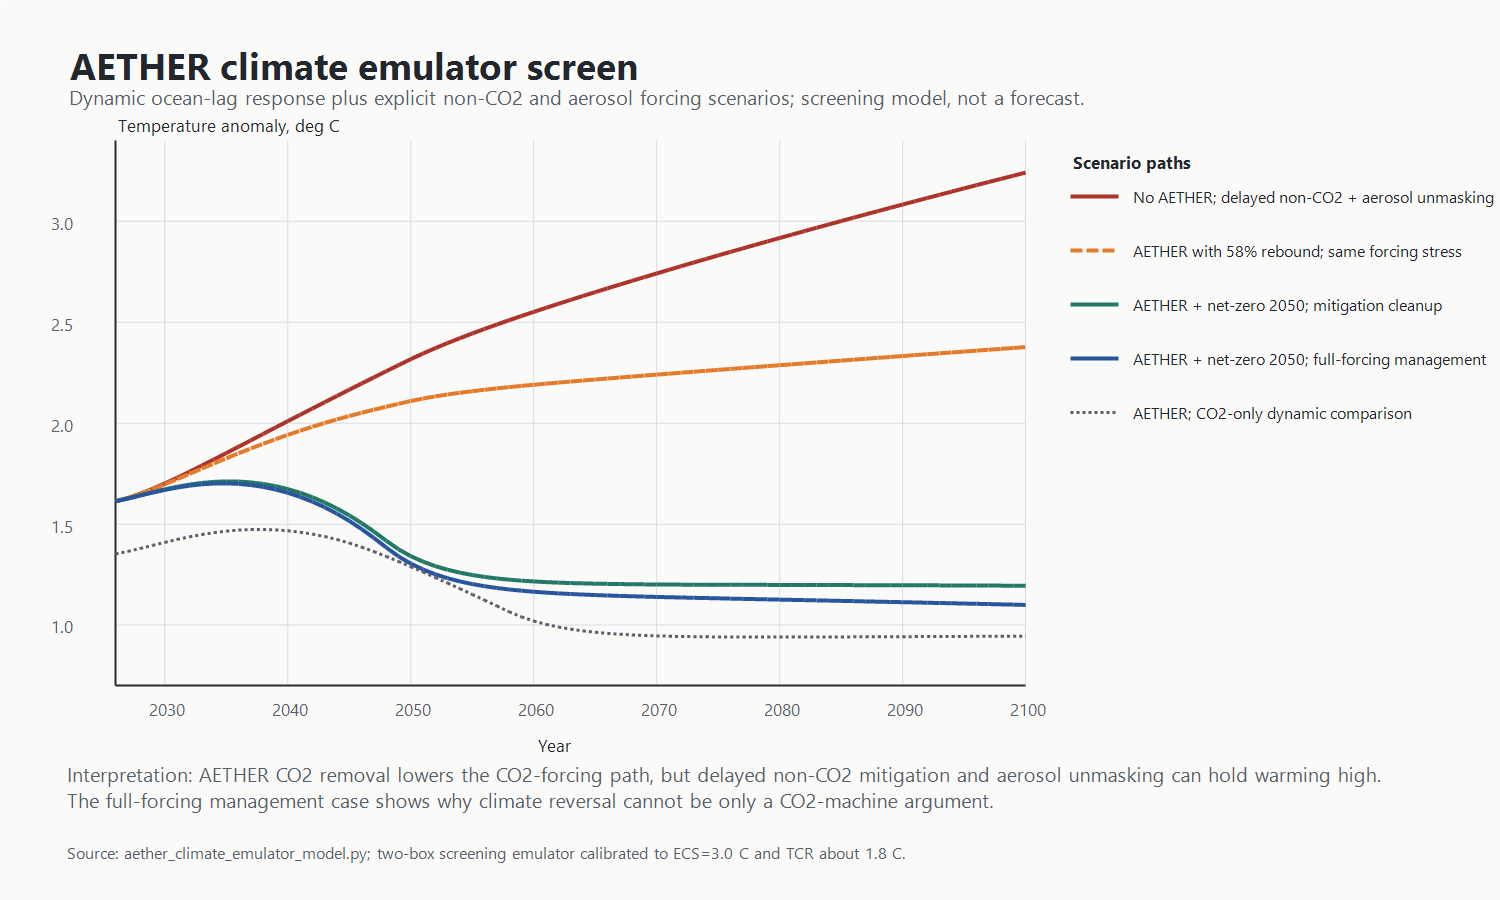 AETHER climate emulator screen
Dynamic ocean-lag response plus explicit non-CO2 and aerosol forcing scenarios; screening model, not a forecast.
Temperature anomaly, deg C
3.0
2.5
2.0
1.5
1.0
2030 2040 2050 2060 2070 2080 2090 2100
Year
Scenario paths
No AETHER; delayed non-CO2 + aerosol unmasking
AETHER with 58% rebound; same forcing stress
AETHER + net-zero 2050; mitigation cleanup
AETHER + net-zero 2050; full-forcing management
AETHER; CO2-only dynamic comparison
Interpretation: AETHER CO2 removal lowers the CO2-forcing path, but delayed non-CO2 mitigation and aerosol unmasking can hold warming high.
The full-forcing management case shows why climate reversal cannot be only a CO2-machine argument.
Source: aether_climate_emulator_model.py; two-box screening emulator calibrated to ECS=3.0 C and TCR about 1.8 C.